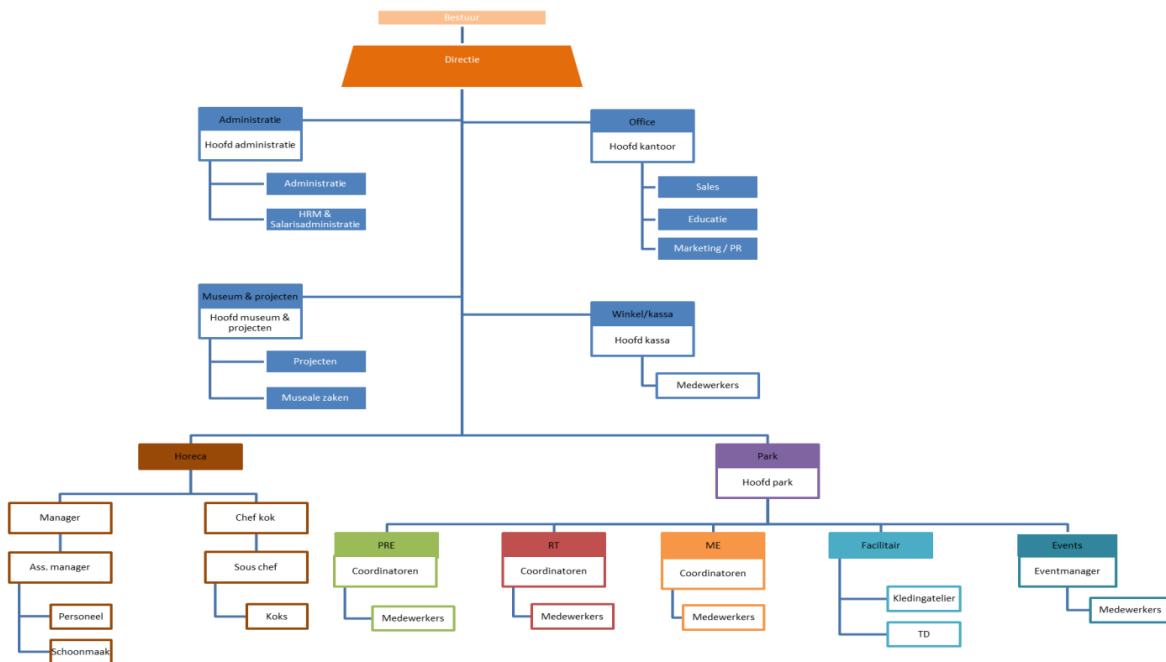 Bestuur
Directie
Administratie
Hoofd administratie
Administratie
HRM &
Salarisadministratie
Office
Hoofd kantoor
Sales
Educatie
Marketing / PR
Museum & projecten
Hoofd museum &
projecten
Projecten
Museale zaken
Winkel/kassa
Hoofd kassa
Medewerkers
Horeca
Manager
Ass. manager
Personeel
Schoonmaak
Chef kok
Sous chef
Koks
Park
Hoofd park
PRE
Coordinatoren
Medewerkers
RT
Coordinatoren
Medewerkers
ME
Coordinatoren
Medewerkers
Facilitair
Kledingatelier
TD
Events
Eventmanager
Medewerkers